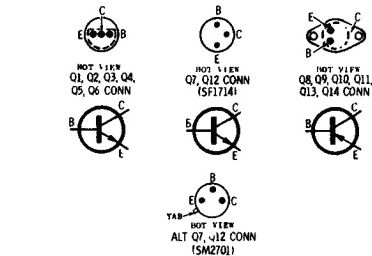 C
E B
BOT VIEW
Q1, Q2, Q3, Q4,
Q5, Q6 CONN
B
E C
BOT VIEW
Q7, Q12 CONN
(SF1714)
E
B C
BOT VIEW
Q8, Q9, Q10, Q11,
Q13, Q14 CONN
C
B
E
C
B
E
C
B
E
B
E C
TAB
BOT VIEW
ALT Q7, Q12 CONN
(SM2701)